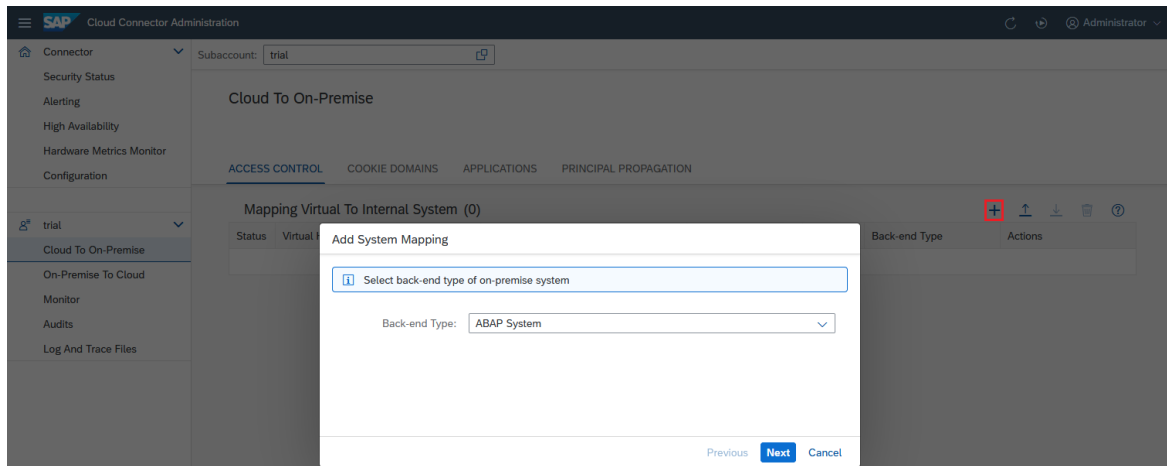 SAP Cloud Connector Administration
Administrator
Connector
Security Status
Alerting
High Availability
Hardware Metrics Monitor
Configuration
trial
Cloud To On-Premise
On-Premise To Cloud
Monitor
Audits
Log And Trace Files
Subaccount: trial
Cloud To On-Premise
ACCESS CONTROL COOKIE DOMAINS APPLICATIONS PRINCIPAL PROPAGATION
Mapping Virtual To Internal System (0)
Status Virtual Back-end Type Actions
Add System Mapping
Select back-end type of on-premise system
Back-end Type: ABAP System
Previous Next Cancel